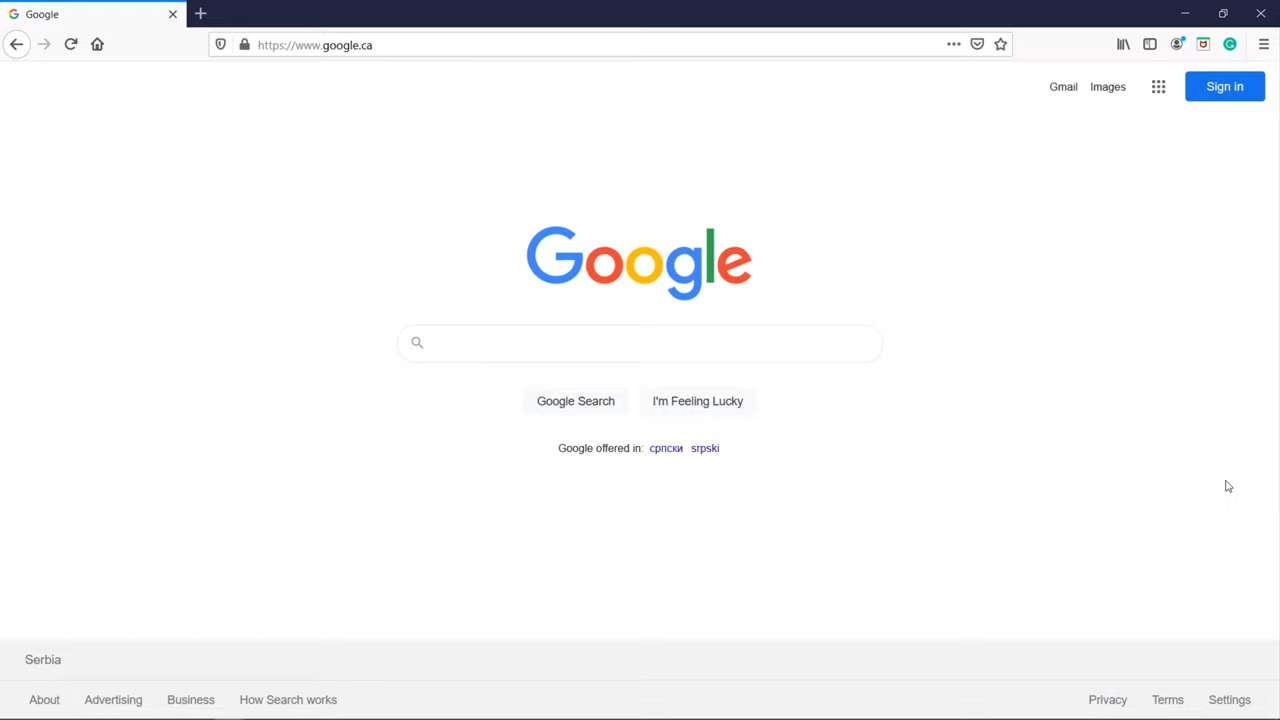 Google
https://www.google.ca
Gmail Images Sign in
Google
Google Search I'm Feeling Lucky
Google offered in: српски srpski
Serbia
About Advertising Business How Search works Privacy Terms Settings